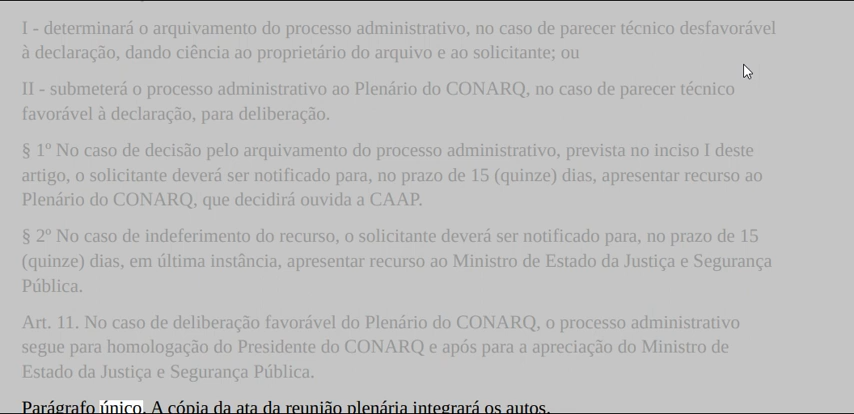 I - determinará o arquivamento do processo administrativo, no caso de parecer técnico desfavorável
à declaração, dando ciência ao proprietário do arquivo e ao solicitante; ou
II - submeterá o processo administrativo ao Plenário do CONARQ, no caso de parecer técnico
favorável à declaração, para deliberação.
§ 1º No caso de decisão pelo arquivamento do processo administrativo, prevista no inciso I deste
artigo, o solicitante deverá ser notificado para, no prazo de 15 (quinze) dias, apresentar recurso ao
Plenário do CONARQ, que decidirá ouvida a CAAP.
§ 2º No caso de indeferimento do recurso, o solicitante deverá ser notificado para, no prazo de 15
(quinze) dias, em última instância, apresentar recurso ao Ministro de Estado da Justiça e Segurança
Pública.
Art. 11. No caso de deliberação favorável do Plenário do CONARQ, o processo administrativo
segue para homologação do Presidente do CONARQ e após para a apreciação do Ministro de
Estado da Justiça e Segurança Pública.
Parágrafo único. A cópia da ata da reunião plenária integrará os autos.